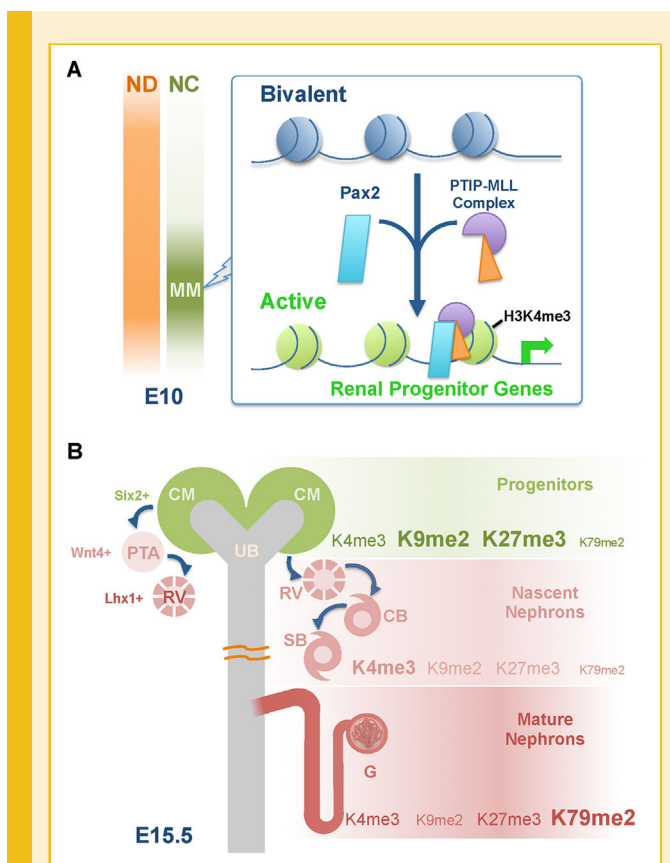 A
ND NC
MM
E10
Bivalent
Pax2
PTIP-MLL
Complex
Active
H3K4me3
Renal Progenitor Genes
B
Six2+
CM
CM
Progenitors
Wnt4+
PTA
UB
K4me3 K9me2 K27me3 K79me2
Lhx1+
RV
RV
Nascent
Nephrons
CB
SB
K4me3 K9me2 K27me3 K79me2
Mature
Nephrons
G
K4me3 K9me2 K27me3 K79me2
E15.5